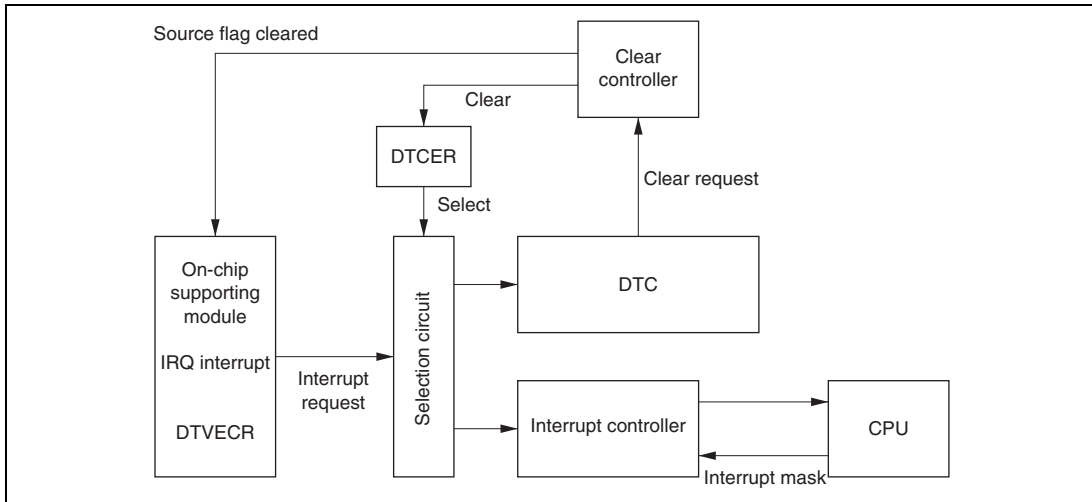 Source flag cleared
Clear
controller
Clear
DTCER
Clear request
Select
On-chip
supporting
module
IRQ interrupt
DTVECR
Interrupt
request
Selection circuit
DTC
Interrupt controller
CPU
Interrupt mask